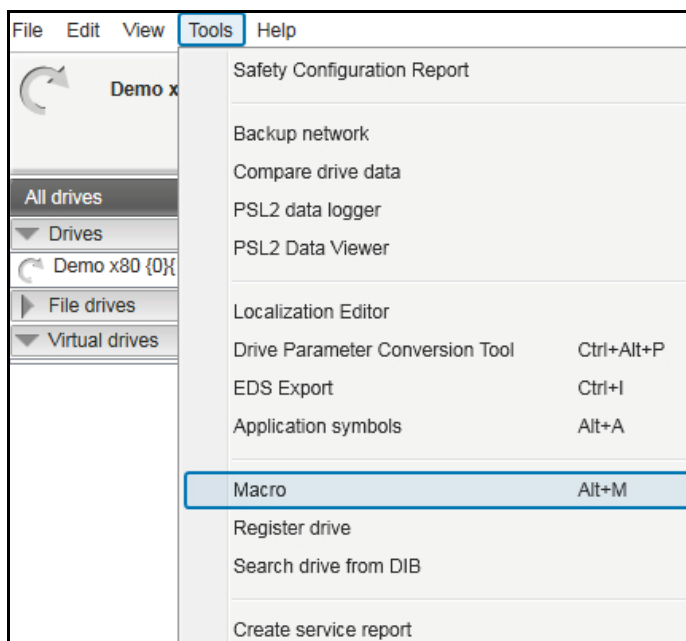 File Edit View Tools Help
Demo x
All drives
Drives
Demo x80 {0}{
File drives
Virtual drives
Safety Configuration Report
Backup network
Compare drive data
PSL2 data logger
PSL2 Data Viewer
Localization Editor
Drive Parameter Conversion Tool Ctrl+Alt+P
EDS Export Ctrl+I
Application symbols Alt+A
Macro Alt+M
Register drive
Search drive from DIB
Create service report